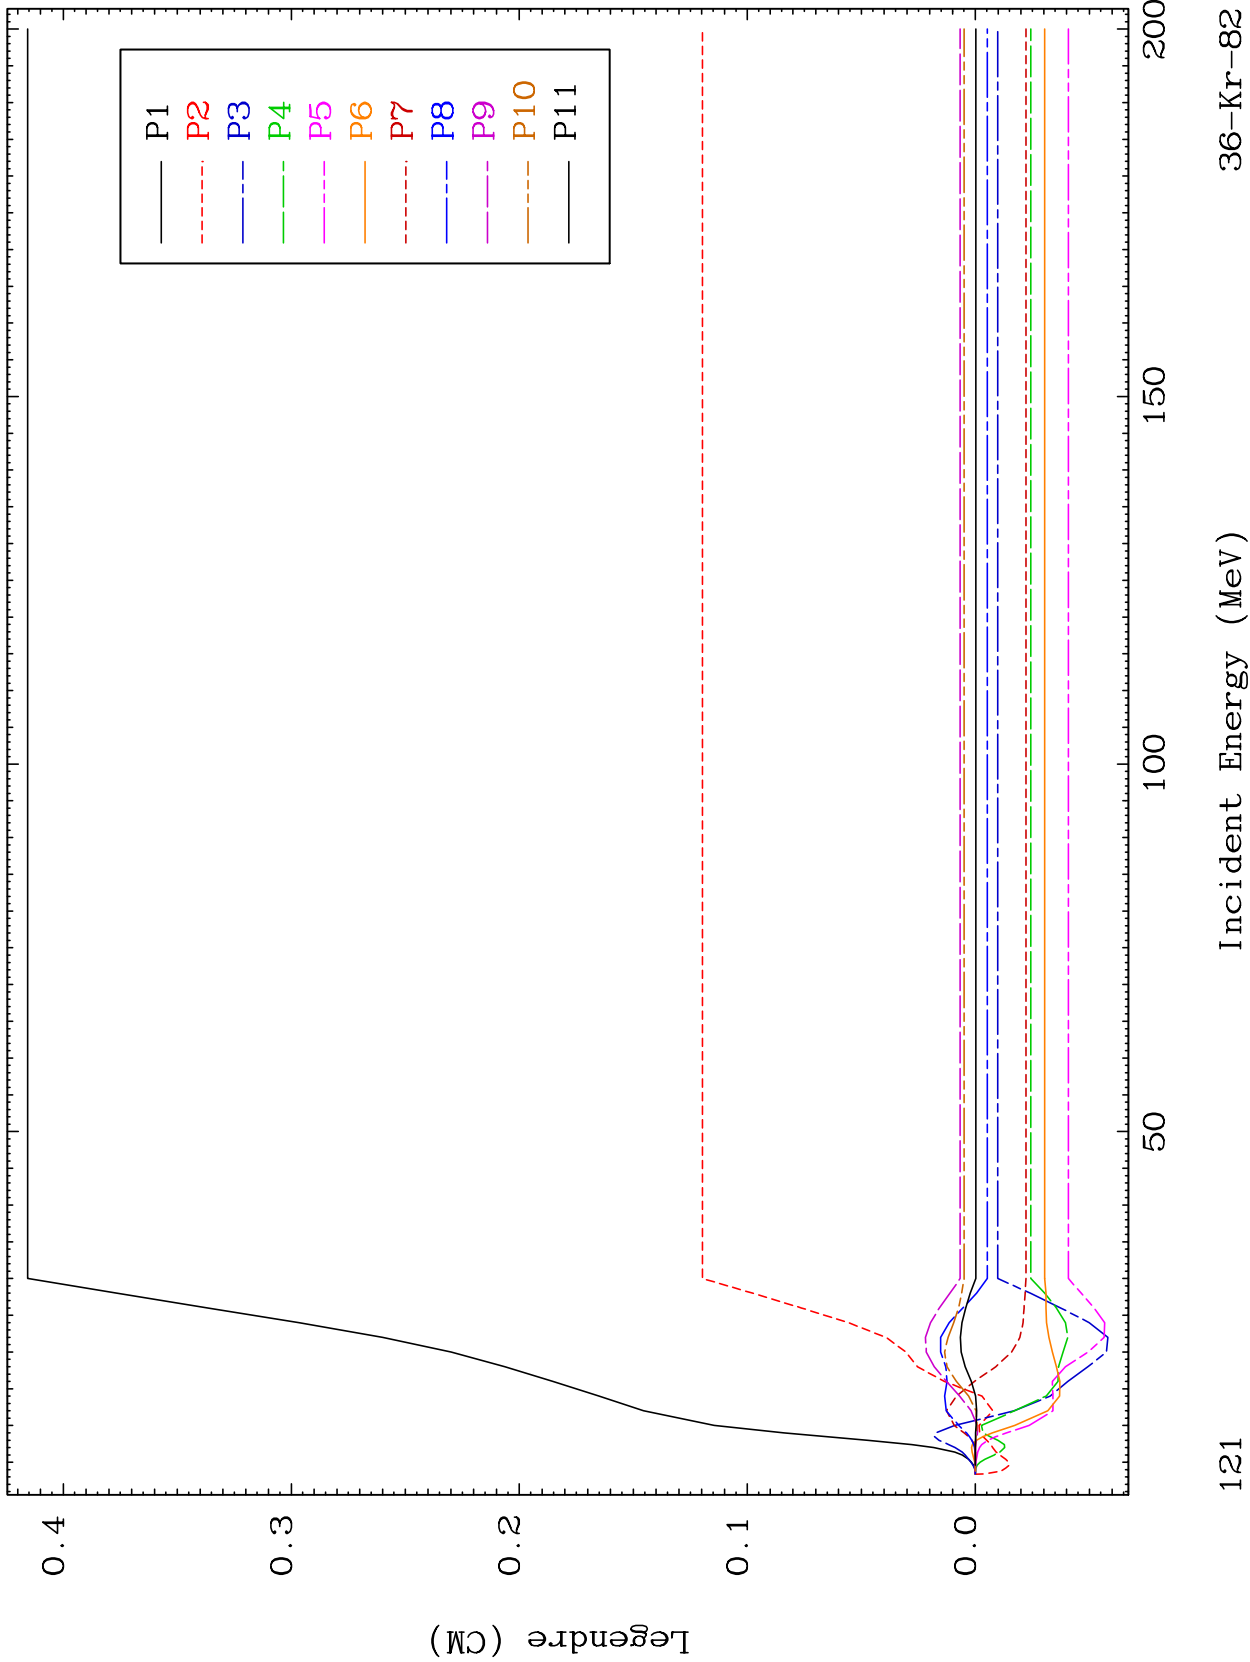 0.4
0.3
0.2
0.1
0.0
Legendre (CM)
P1
P2
P3
P4
P5
P6
P7
P8
P9
P10
P11
50
100
150
200
121
Incident Energy (MeV)
36-Kr-82